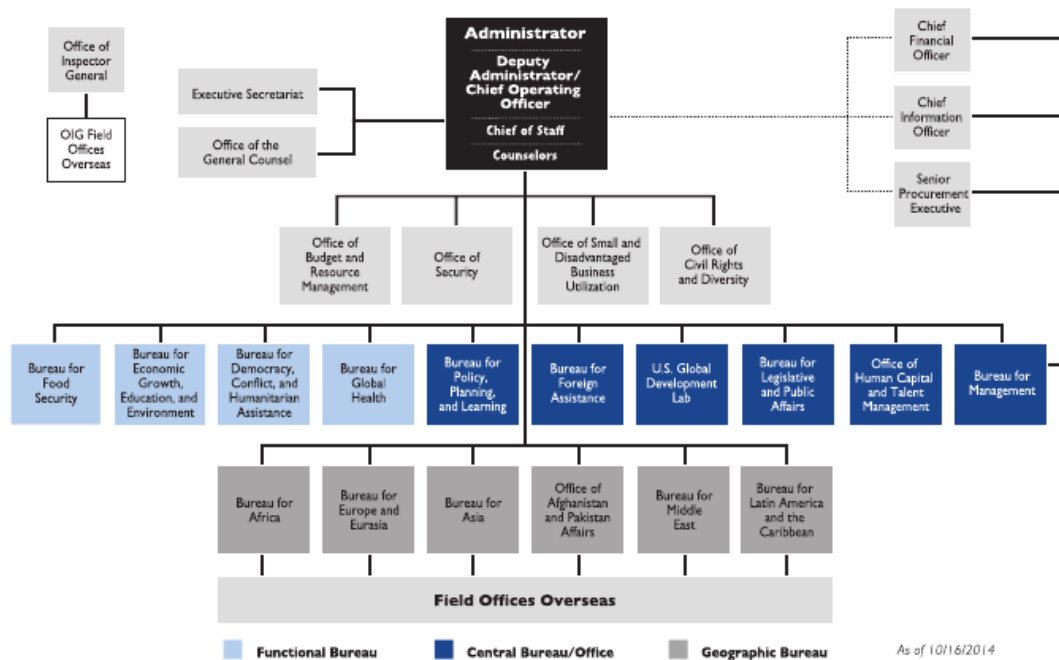 Office of
Inspector
General
OIG Field
Offices
Overseas
Executive Secretariat
Office of the
General Counsel
Administrator
Deputy
Administrator/
Chief Operating
Officer
Chief of Staff
Counselors
Chief
Financial
Officer
Chief
Information
Officer
Senior
Procurement
Executive
Office of
Budget and
Resource
Management
Office of
Security
Office of Small and
Disadvantaged
Business
Utilization
Office of
Civil Rights
and Diversity
Bureau for
Food
Security
Bureau for
Economic
Growth,
Education, and
Environment
Bureau for
Democracy,
Conflict, and
Humanitarian
Assistance
Bureau for
Global
Health
Bureau for
Policy,
Planning,
and Learning
Bureau for
Foreign
Assistance
U.S. Global
Development
Lab
Bureau for
Legislative
and Public
Affairs
Office of
Human Capital
and Talent
Management
Bureau for
Management
Bureau for
Africa
Bureau for
Europe and
Eurasia
Bureau for
Asia
Office of
Afghanistan
and Pakistan
Affairs
Bureau for
Middle
East
Bureau for
Latin America
and the
Caribbean
Field Offices Overseas
Functional Bureau
Central Bureau/Office
Geographic Bureau
As of 10/16/2014